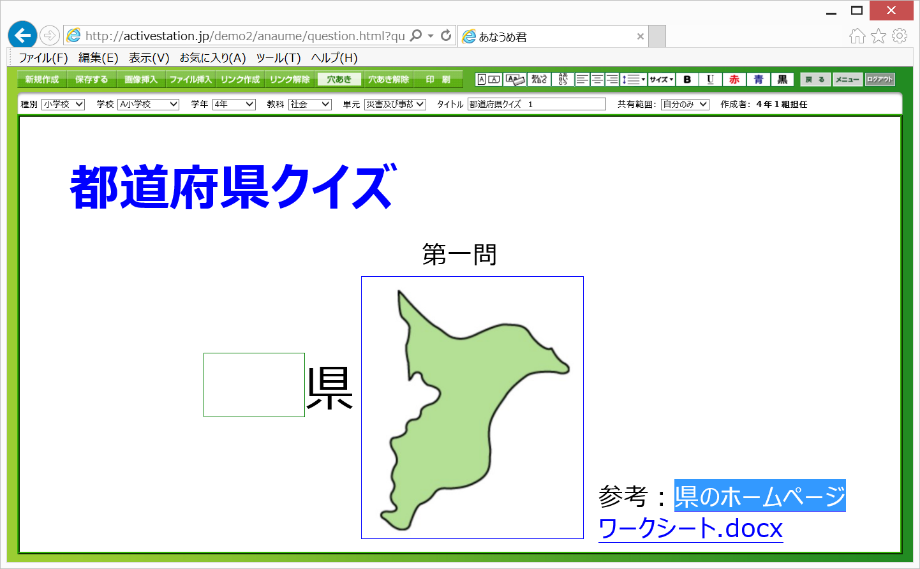 http://activestation.jp/demo2/anaume/question.html?qu
あなうめ君
ファイル(F) 編集(E) 表示(V) お気に入り(A) ツール(T) ヘルプ(H)
新規作成 保存する 画像挿入 ファイル挿入 リンク作成 リンク解除 穴あき 穴あき解除 印 刷 サイズ B U 赤 青 黒 戻 る メニュー ログアウト
種別 小学校 学校 A小学校 学年 4年 教科 社会 単元 災害及び事故 タイトル 都道府県クイズ 1 共有範囲: 自分のみ 作成者: 4年1組担任
都道府県クイズ
第一問
県
参考：県のホームページ
ワークシート.docx